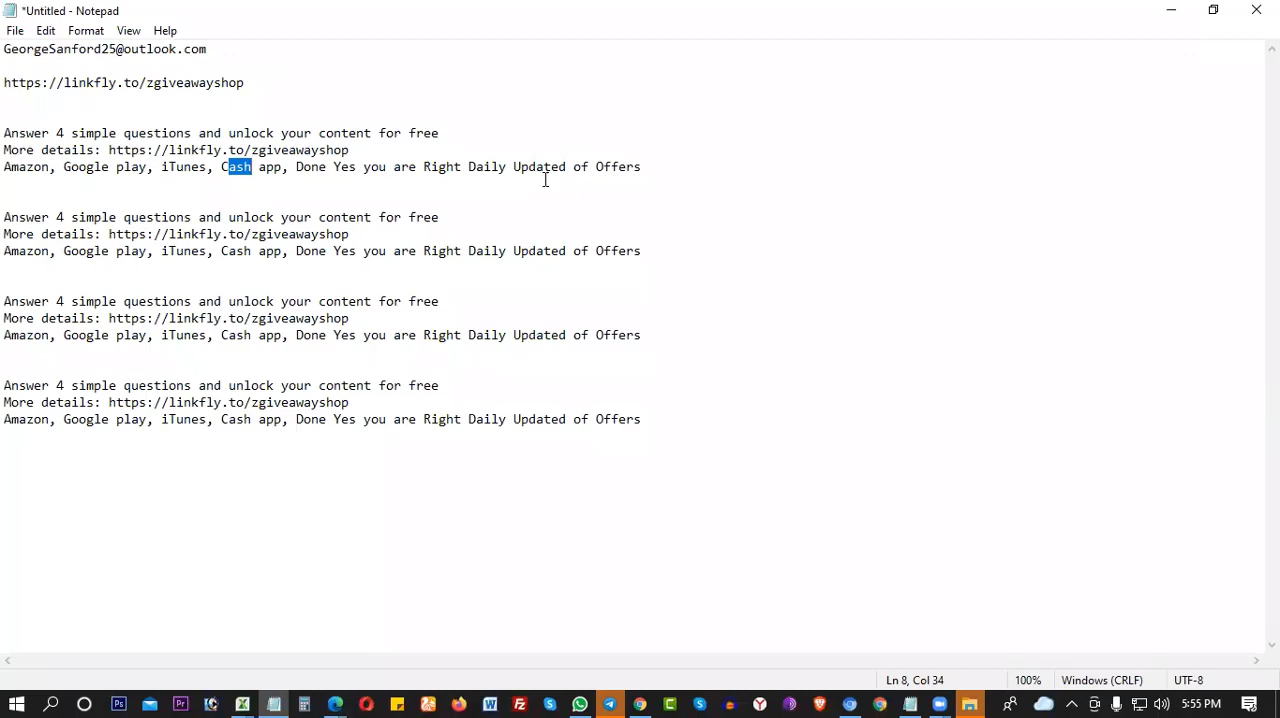 *Untitled - Notepad
File Edit Format View Help
GeorgeSanford25@outlook.com
https://linkfly.to/zgiveawayshop
Answer 4 simple questions and unlock your content for free
More details: https://linkfly.to/zgiveawayshop
Amazon, Google play, iTunes, Cash app, Done Yes you are Right Daily Updated of Offers
Answer 4 simple questions and unlock your content for free
More details: https://linkfly.to/zgiveawayshop
Amazon, Google play, iTunes, Cash app, Done Yes you are Right Daily Updated of Offers
Answer 4 simple questions and unlock your content for free
More details: https://linkfly.to/zgiveawayshop
Amazon, Google play, iTunes, Cash app, Done Yes you are Right Daily Updated of Offers
Answer 4 simple questions and unlock your content for free
More details: https://linkfly.to/zgiveawayshop
Amazon, Google play, iTunes, Cash app, Done Yes you are Right Daily Updated of Offers
Ln 8, Col 34 100% Windows (CRLF) UTF-8
5:55 PM